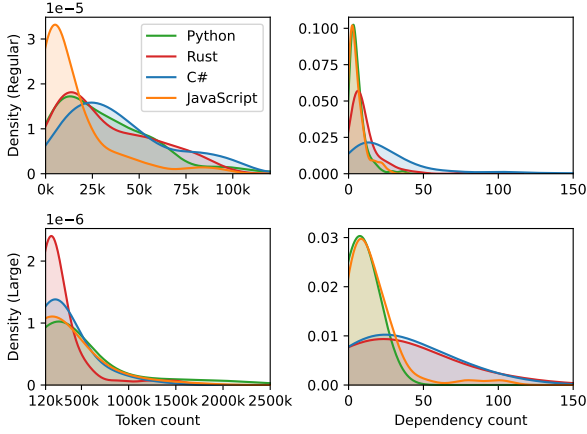 1e−5
Density (Regular)
3
2
1
0
0k 25k 50k 75k 100k
Python
Rust
C#
JavaScript
0.100
0.075
0.050
0.025
0.000
0 50 100 150
1e−6
Density (Large)
2
1
0
120k 500k 1000k 1500k 2500k
Token count
0.03
0.02
0.01
0.00
0 50 100 150
Dependency count